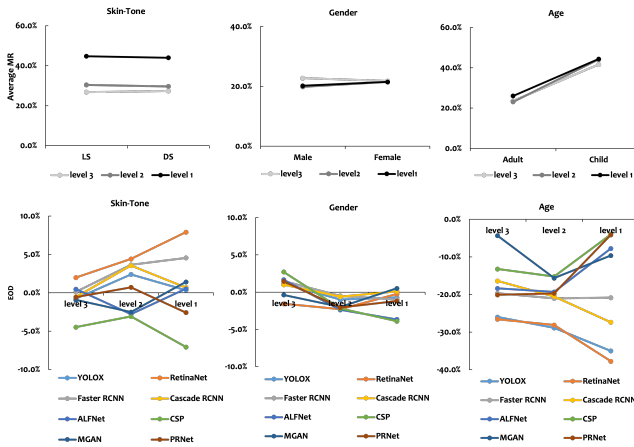 Skin-Tone
60.0%
40.0%
20.0%
0.0%
Average MR
LS DS
level 3 level 2 level 1
Gender
40.0%
20.0%
0.0%
Male Female
level3 level2 level1
Age
60.0%
40.0%
20.0%
0.0%
Adult Child
level 3 level 2 level 1
Skin-Tone
10.0%
5.0%
0.0%
-5.0%
-10.0%
EOD
level 3 level 2 level 1
YOLOX RetinaNet
Faster RCNN Cascade RCNN
ALFNet CSP
MGAN PRNet
Gender
10.0%
5.0%
0.0%
-5.0%
-10.0%
level 3 level 2 level 1
YOLOX RetinaNet
Faster RCNN Cascade RCNN
ALFNet CSP
MGAN PRNet
Age
0.0%
-10.0%
-20.0%
-30.0%
-40.0%
level 3 level 2 level 1
YOLOX RetinaNet
Faster RCNN Cascade RCNN
ALFNet CSP
MGAN PRNet